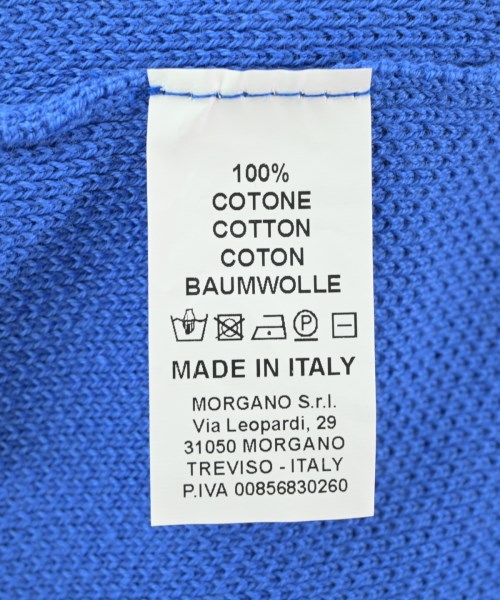 100%
COTONE
COTTON
COTON
BAUMWOLLE
P
MADE IN ITALY
MORGANO S.r.l.
Via Leopardi, 29
31050 MORGANO
TREVISO - ITALY
P.IVA 00856830260